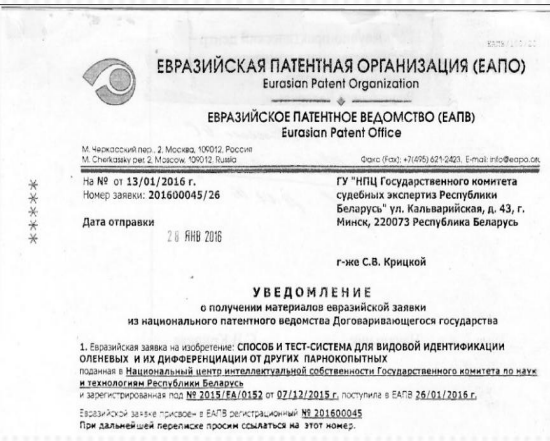 ЕВРАЗИЙСКАЯ ПАТЕНТНАЯ ОРГАНИЗАЦИЯ (ЕАПО)
Eurasian Patent Organization
ЕВРАЗИЙСКОЕ ПАТЕНТНОЕ ВЕДОМСТВО (ЕАПВ)
Eurasian Patent Office
М. Черкасский пер., 2, Москва, 109012, Россия
M. Cherkassky per. 2, Moscow, 109012, Russia
Факс (Fax): +7(495) 621-2423, E-mail: info@eapo.org
На № от 13/01/2016 г.
Номер заявки: 201600045/26
Дата отправки
28 ЯНВ 2016
*****
ГУ "НПЦ Государственного комитета
судебных экспертиз Республики
Беларусь" ул. Кальварийская, д. 43, г.
Минск, 220073 Республика Беларусь
г-же С.В. Крицкой
УВЕДОМЛЕНИЕ
о получении материалов евразийской заявки
из национального патентного ведомства Договаривающегося государства
1. Евразийская заявка на изобретение: СПОСОБ И ТЕСТ-СИСТЕМА ДЛЯ ВИДОВОЙ ИДЕНТИФИКАЦИИ
ОЛЕНЕВЫХ И ИХ ДИФФЕРЕНЦИАЦИИ ОТ ДРУГИХ ПАРНОКОПЫТНЫХ
поданная в Национальный центр интеллектуальной собственности Государственного комитета по наук
и технологиям Республики Беларусь
и зарегистрированная под № 2015/EA/0152 от 07/12/2015 г. поступила в ЕАПВ 26/01/2016 г.
Евразийской заявке присвоен в ЕАПВ регистрационный № 201600045
При дальнейшей переписке просим ссылаться на этот номер.